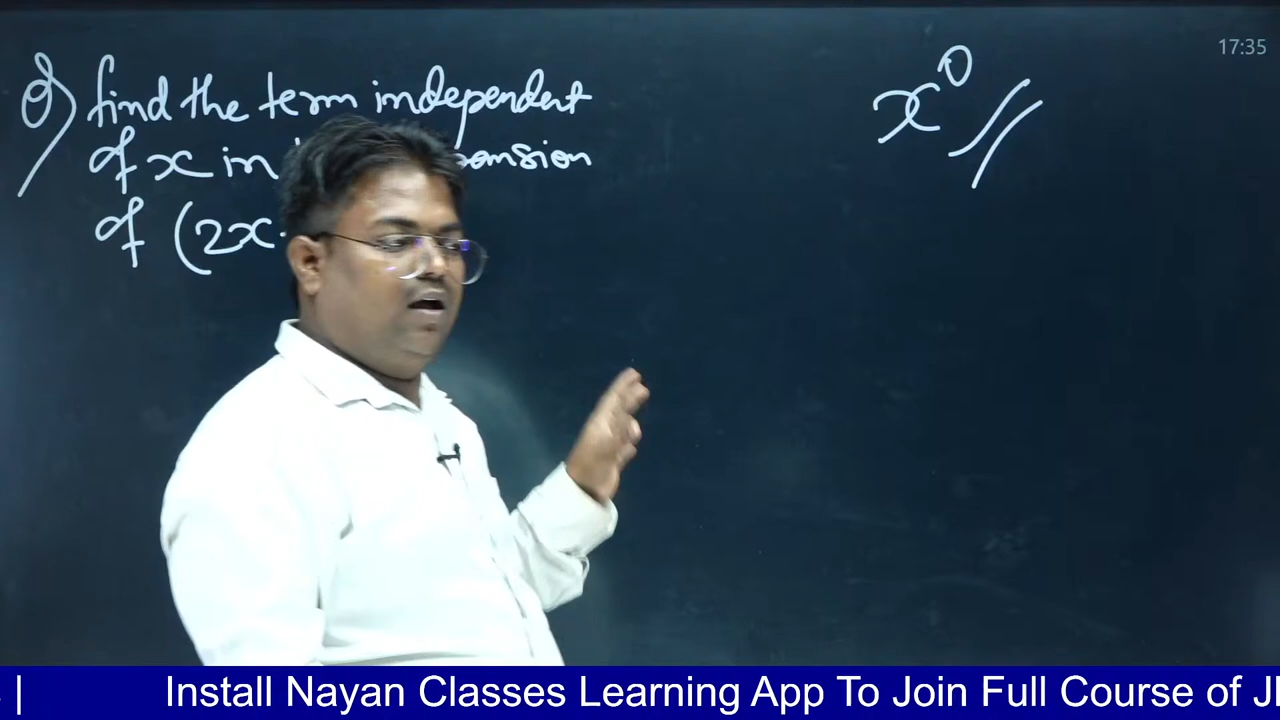 Q) find the term independent
of x in expansion
of (2x
x⁰ //
17:35
| Install Nayan Classes Learning App To Join Full Course of